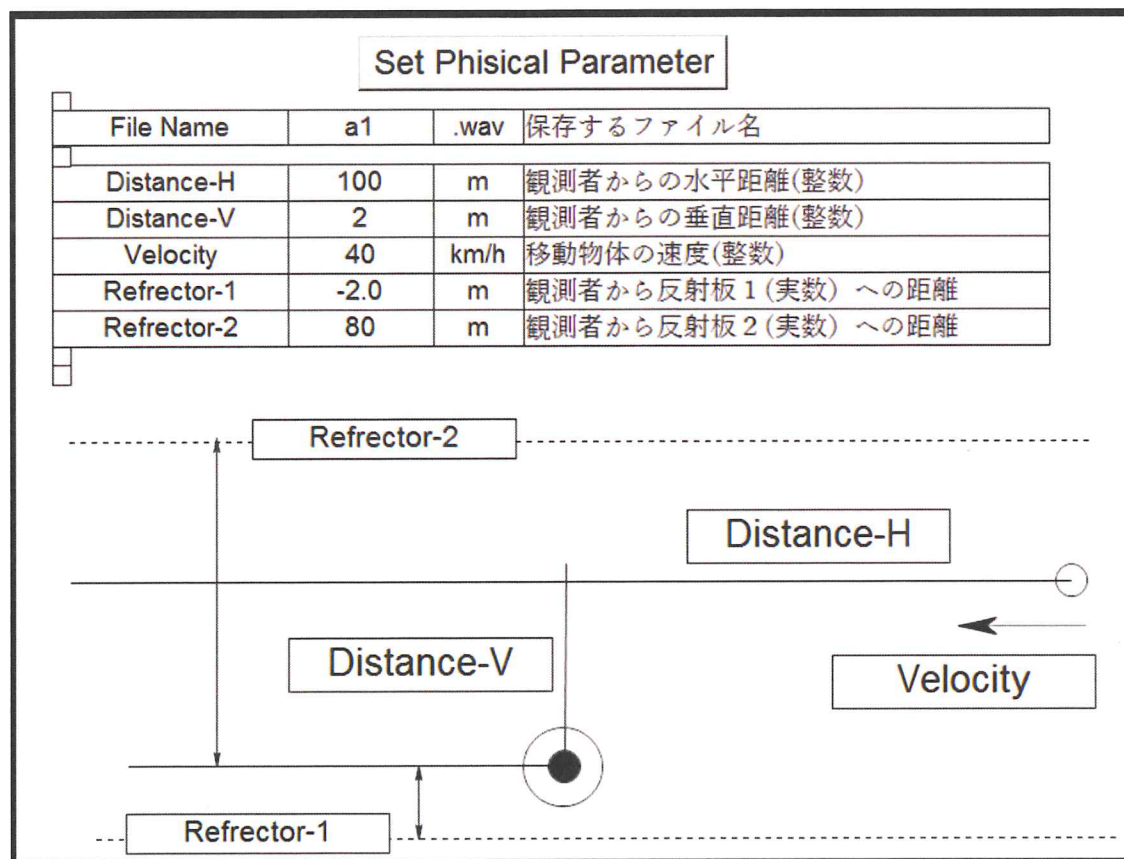 Set Phisical Parameter
File Name a1 .wav 保存するファイル名
Distance-H 100 m 観測者からの水平距離(整数)
Distance-V 2 m 観測者からの垂直距離(整数)
Velocity 40 km/h 移動物体の速度(整数)
Refrector-1 -2.0 m 観測者から反射板1(実数) への距離
Refrector-2 80 m 観測者から反射板2(実数) への距離
Refrector-2
Distance-H
Distance-V
Velocity
Refrector-1